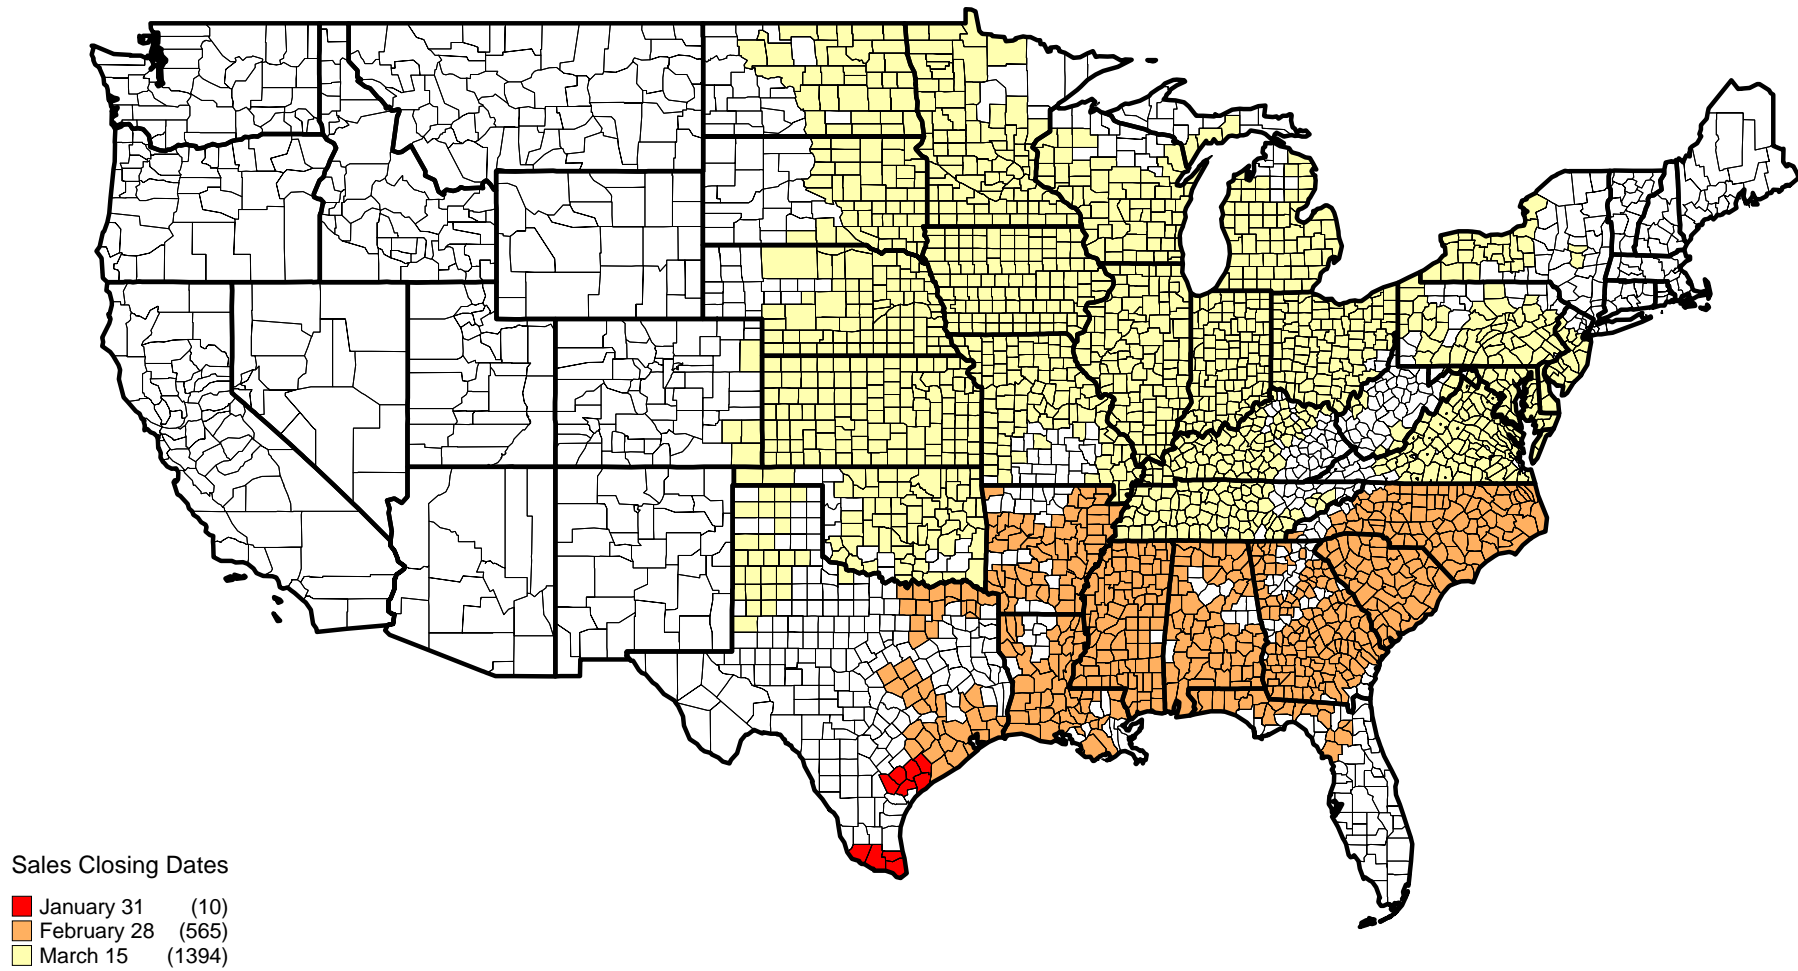 Sales Closing Dates
January 31 (10)
February 28 (565)
March 15 (1394)